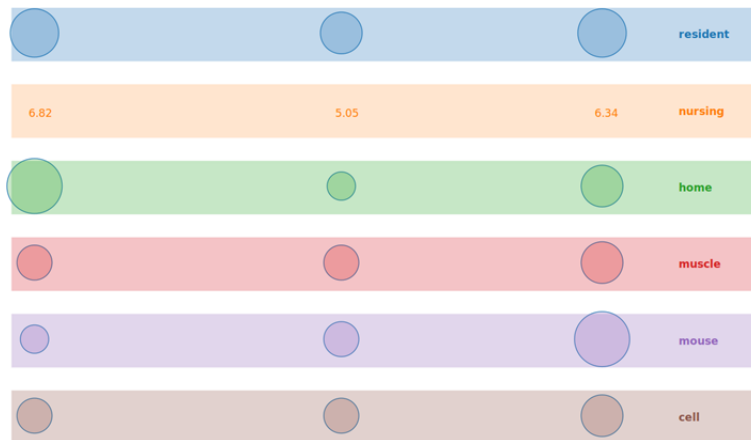 resident
6.82 5.05 6.34 nursing
home
muscle
mouse
cell